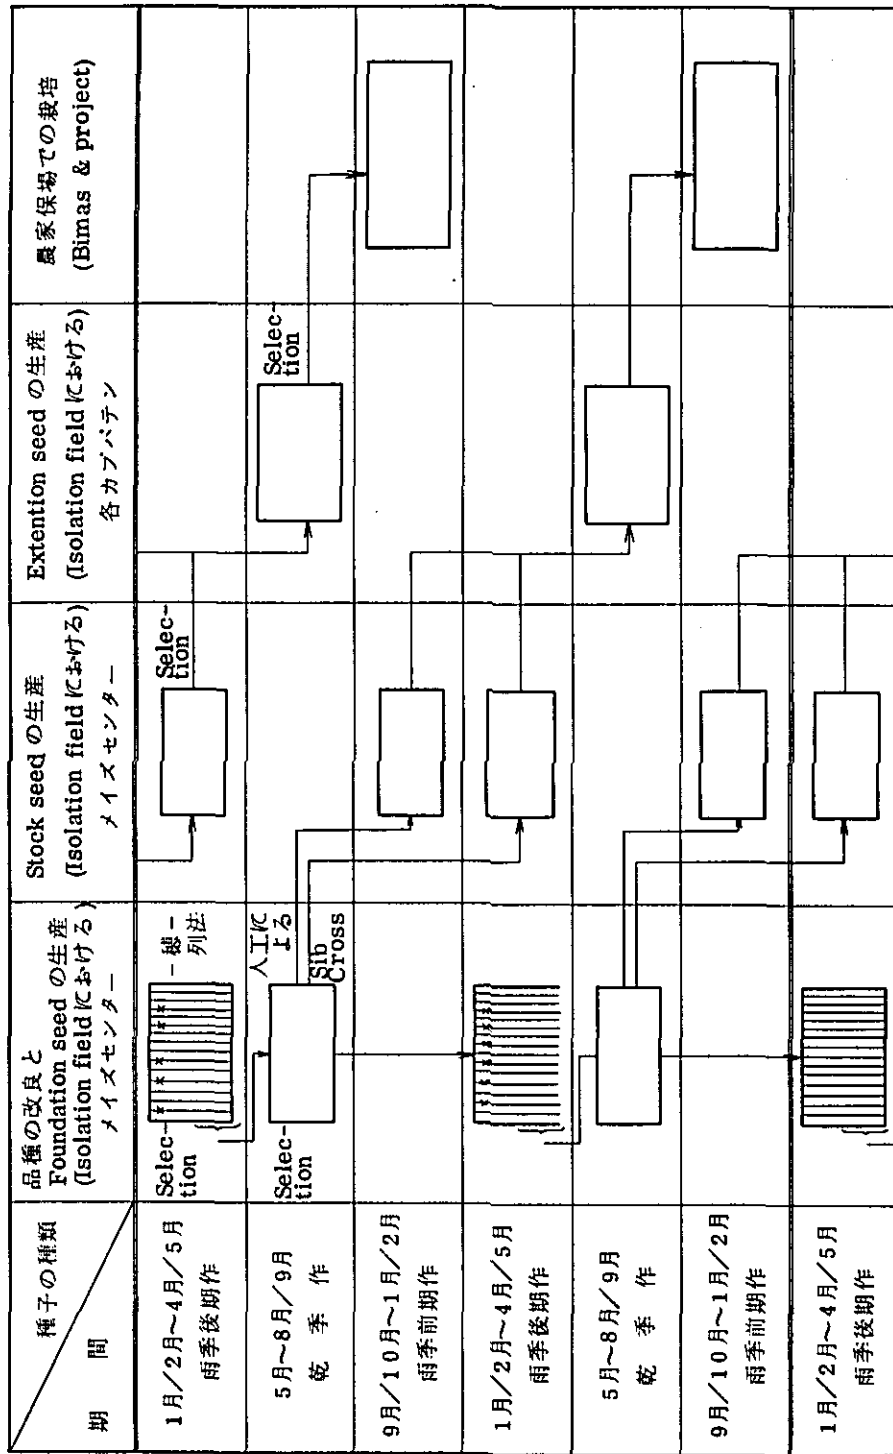 種子の種類
期 間
品種の改良と
Foundation seed の生産
(Isolation field における)
メイズセンター
Stock seed の生産
(Isolation field における)
メイズセンター
Extention seed の生産
(Isolation field における)
各カブパテン
農家保場での栽培
(Bimas & project)
1月/2月~4月/5月
雨季後期作
Selec-
tion
一穂一
列法
Selec-
tion
5月~8月/9月
乾 季 作
Selec-
tion
人工に
よる
Sib
Cross
Selec-
tion
9月/10月~1月/2月
雨季前期作
1月/2月~4月/5月
雨季後期作
5月~8月/9月
乾 季 作
9月/10月~1月/2月
雨季前期作
1月/2月~4月/5月
雨季後期作